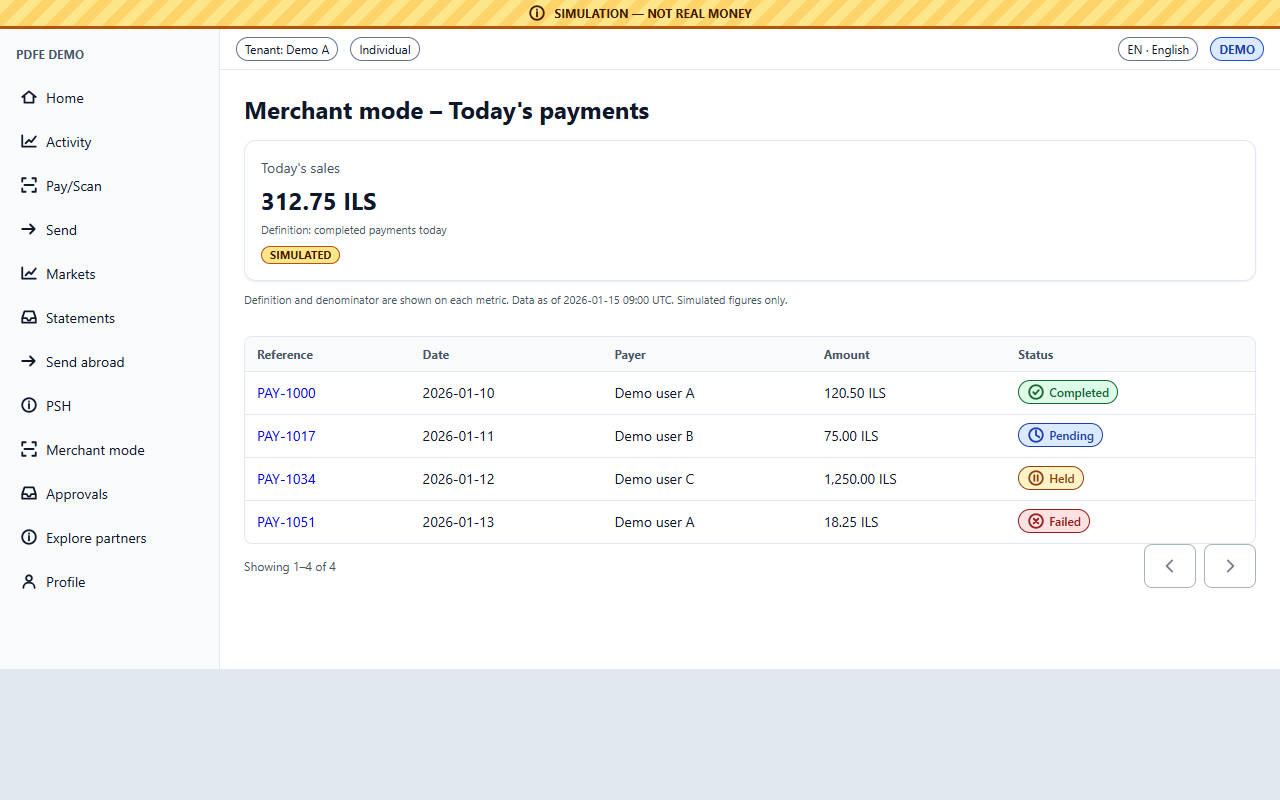 SIMULATION — NOT REAL MONEY
PDFE DEMO
Tenant: Demo A
Individual
EN · English
DEMO
Home
Activity
Pay/Scan
Send
Markets
Statements
Send abroad
PSH
Merchant mode
Approvals
Explore partners
Profile
Merchant mode – Today's payments
Today's sales
312.75 ILS
Definition: completed payments today
SIMULATED
Definition and denominator are shown on each metric. Data as of 2026-01-15 09:00 UTC. Simulated figures only.
Reference Date Payer Amount Status
PAY-1000 2026-01-10 Demo user A 120.50 ILS Completed
PAY-1017 2026-01-11 Demo user B 75.00 ILS Pending
PAY-1034 2026-01-12 Demo user C 1,250.00 ILS Held
PAY-1051 2026-01-13 Demo user A 18.25 ILS Failed
Showing 1–4 of 4